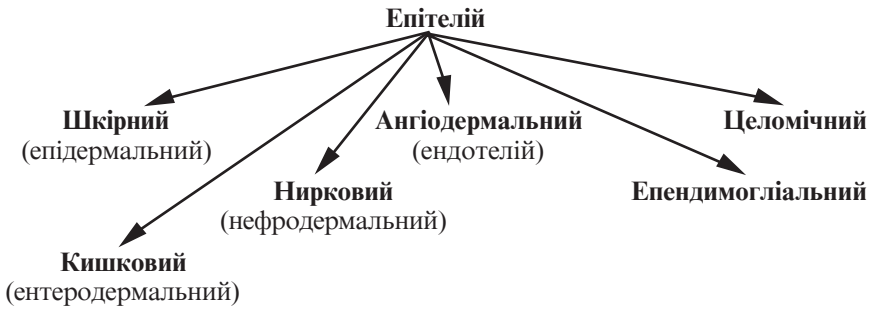 Епітелій
Шкірний
(епідермальний)
Ангіодермальний
(ендотелій)
Целомічний
Нирковий
(нефродермальний)
Епендимогліальний
Кишковий
(ентеродермальний)